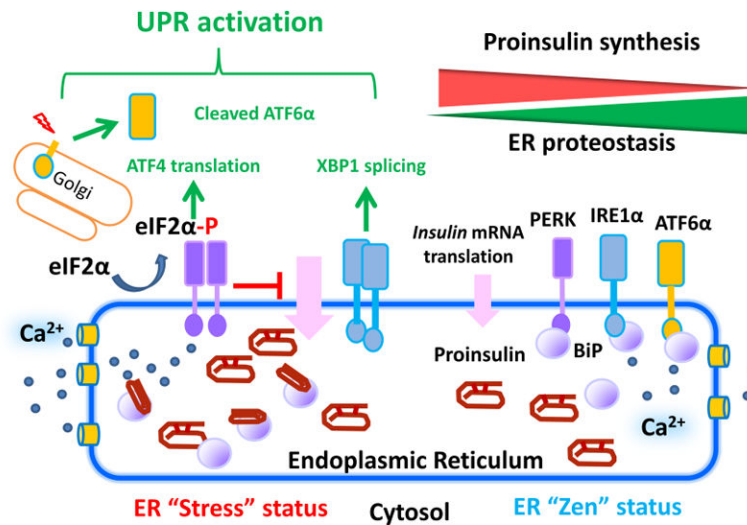 UPR activation
Proinsulin synthesis
ER proteostasis
Cleaved ATF6α
Golgi
ATF4 translation
XBP1 splicing
eIF2α-P
eIF2α
Insulin mRNA
translation
PERK
IRE1α
ATF6α
Ca²⁺
Proinsulin
BiP
Ca²⁺
Endoplasmic Reticulum
ER “Stress” status
Cytosol
ER “Zen” status